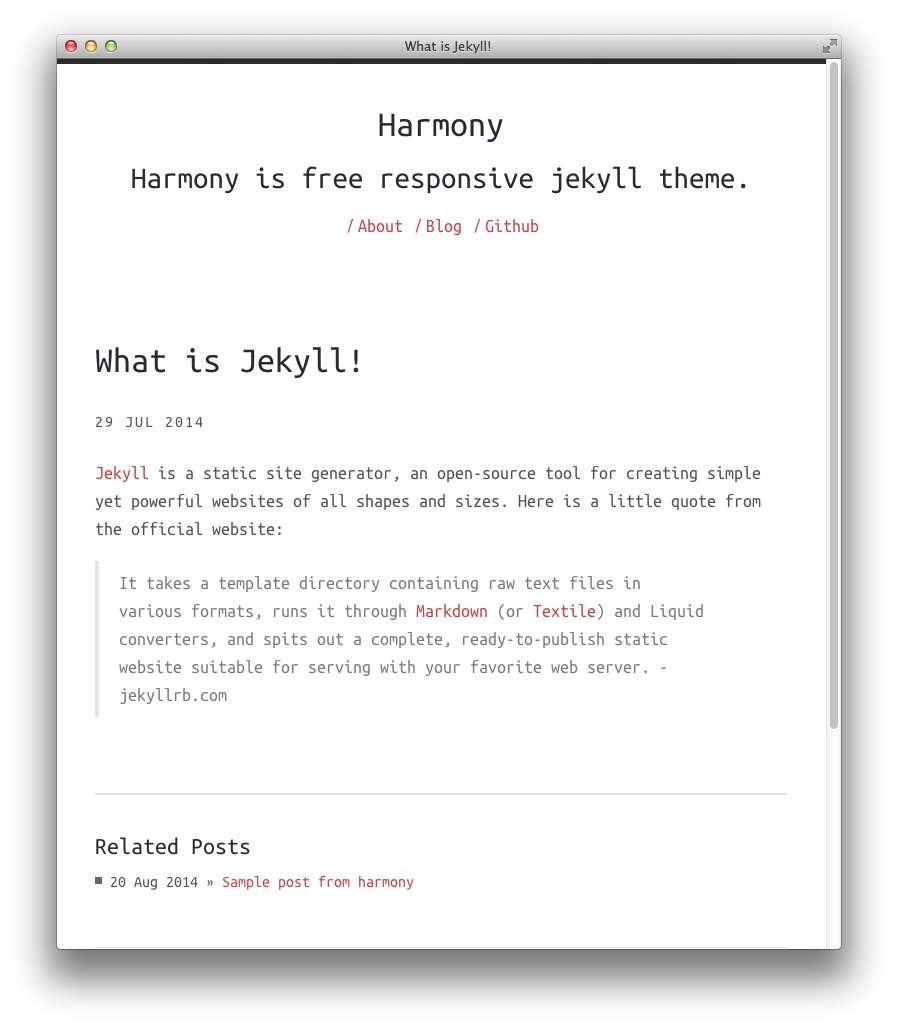 What is Jekyll!
Harmony
Harmony is free responsive jekyll theme.
/ About / Blog / Github
What is Jekyll!
29 JUL 2014
Jekyll is a static site generator, an open-source tool for creating simple
yet powerful websites of all shapes and sizes. Here is a little quote from
the official website:
It takes a template directory containing raw text files in
various formats, runs it through Markdown (or Textile) and Liquid
converters, and spits out a complete, ready-to-publish static
website suitable for serving with your favorite web server. -
jekyllrb.com
Related Posts
20 Aug 2014 » Sample post from harmony